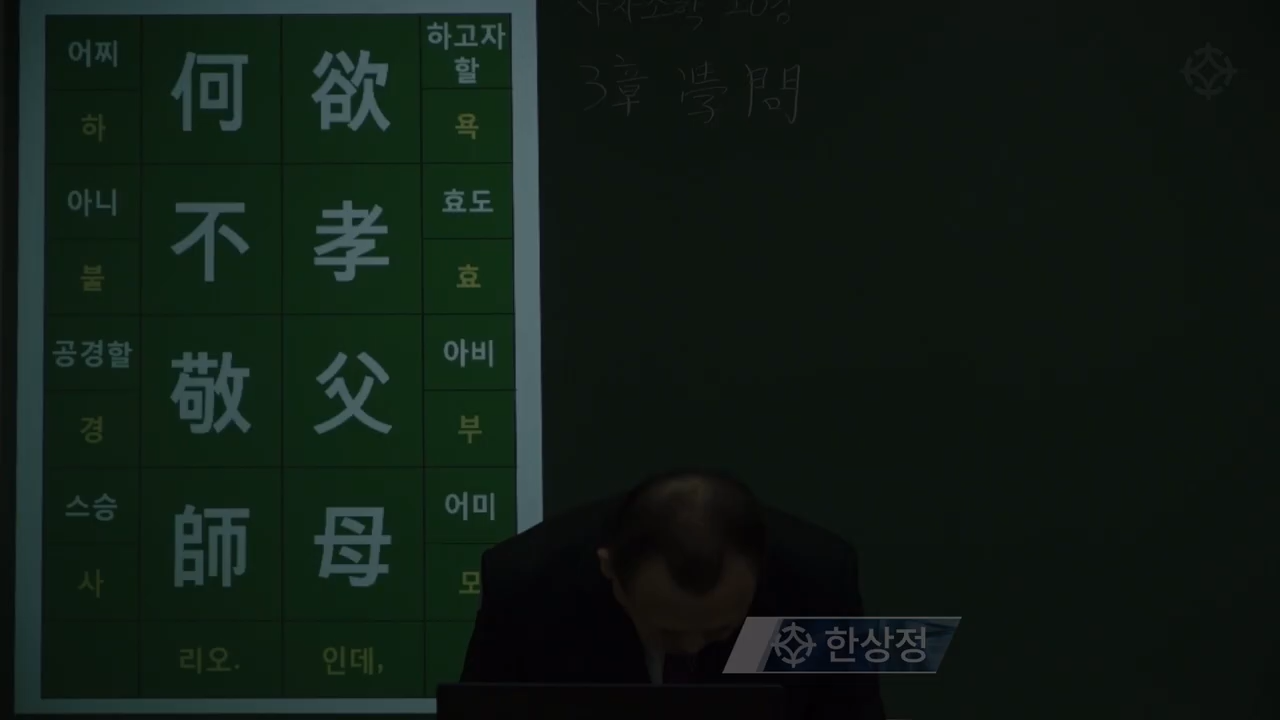 하고자
할
욕
欲
효도
효
孝
아비
부
父
어미
모
母
인데,
어찌
하
何
아니
불
不
공경할
경
敬
스승
사
師
리오.
3章 學問
한상정